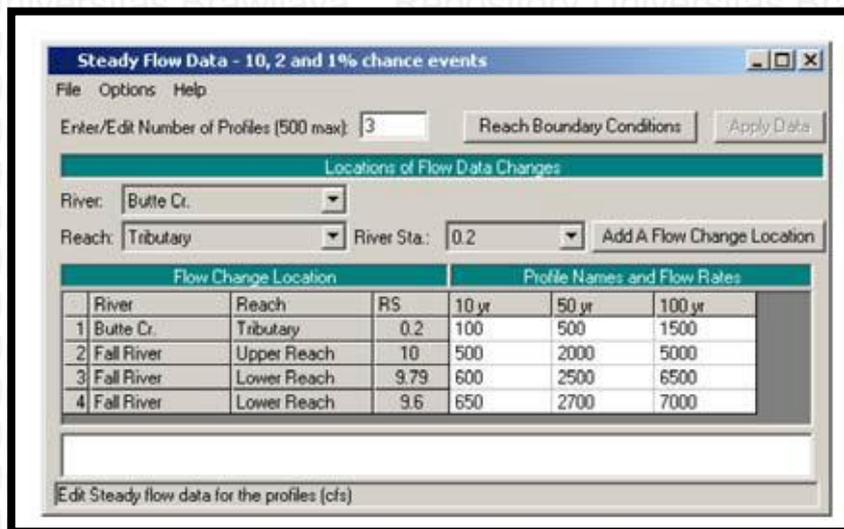 Steady Flow Data - 10, 2 and 1% chance events
File Options Help
Enter/Edit Number of Profiles (500 max): 3 Reach Boundary Conditions Apply Data
Locations of Flow Data Changes
River: Butte Cr.
Reach: Tributary River Sta.: 0.2 Add A Flow Change Location
Flow Change Location Profile Names and Flow Rates
River Reach RS 10 yr 50 yr 100 yr
1 Butte Cr. Tributary 0.2 100 500 1500
2 Fall River Upper Reach 10 500 2000 5000
3 Fall River Lower Reach 9.79 600 2500 6500
4 Fall River Lower Reach 9.6 650 2700 7000
Edit Steady flow data for the profiles (cfs)